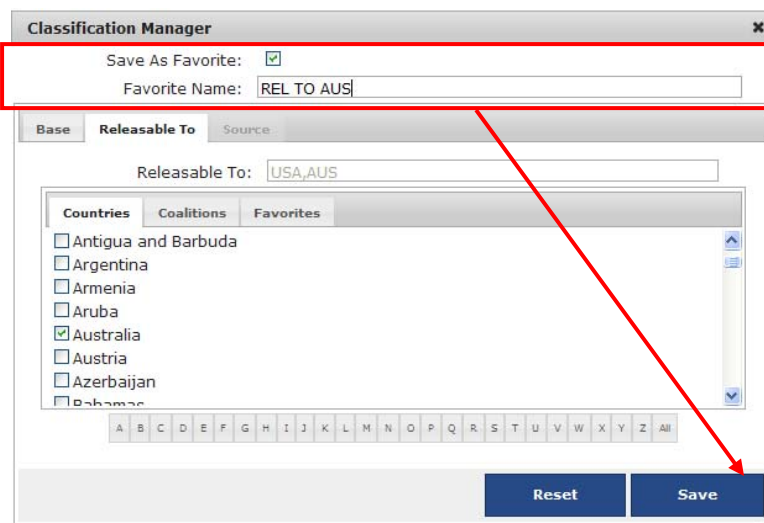 Classification Manager x
Save As Favorite:
Favorite Name: REL TO AUS
Base Releasable To Source
Releasable To: USA,AUS
Countries Coalitions Favorites
Antigua and Barbuda
Argentina
Armenia
Aruba
Australia
Austria
Azerbaijan
Bahamas
A B C D E F G H I J K L M N O P Q R S T U V W X Y Z All
Reset Save